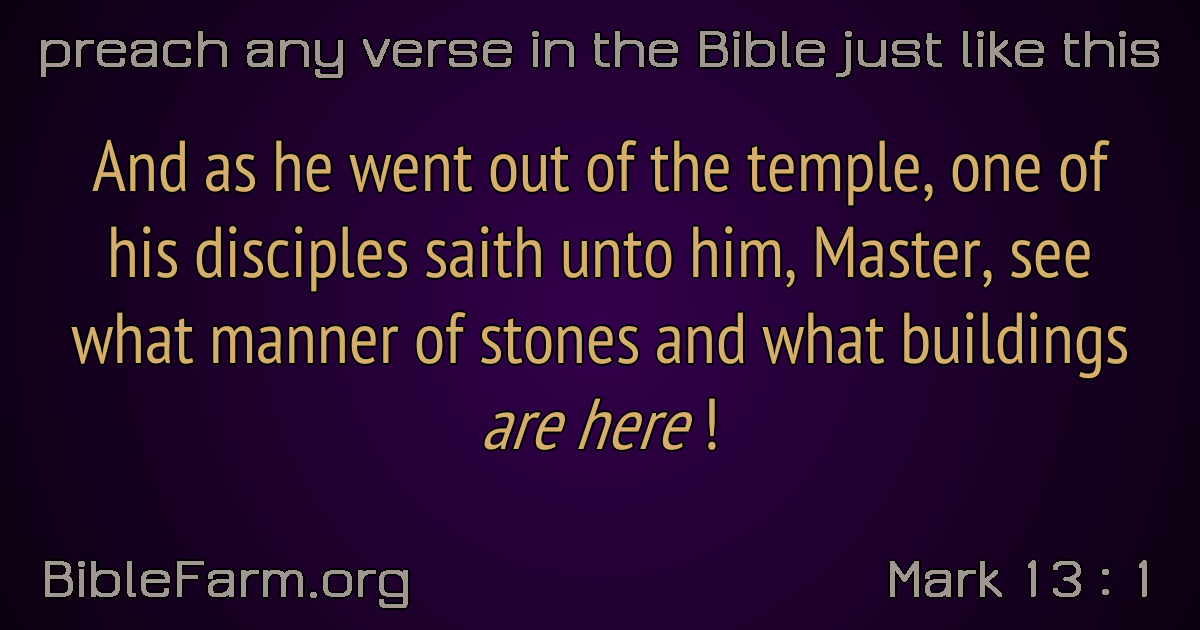 preach any verse in the Bible just like this
And as he went out of the temple, one of
his disciples saith unto him, Master, see
what manner of stones and what buildings
are here !
BibleFarm.org
Mark 13 : 1